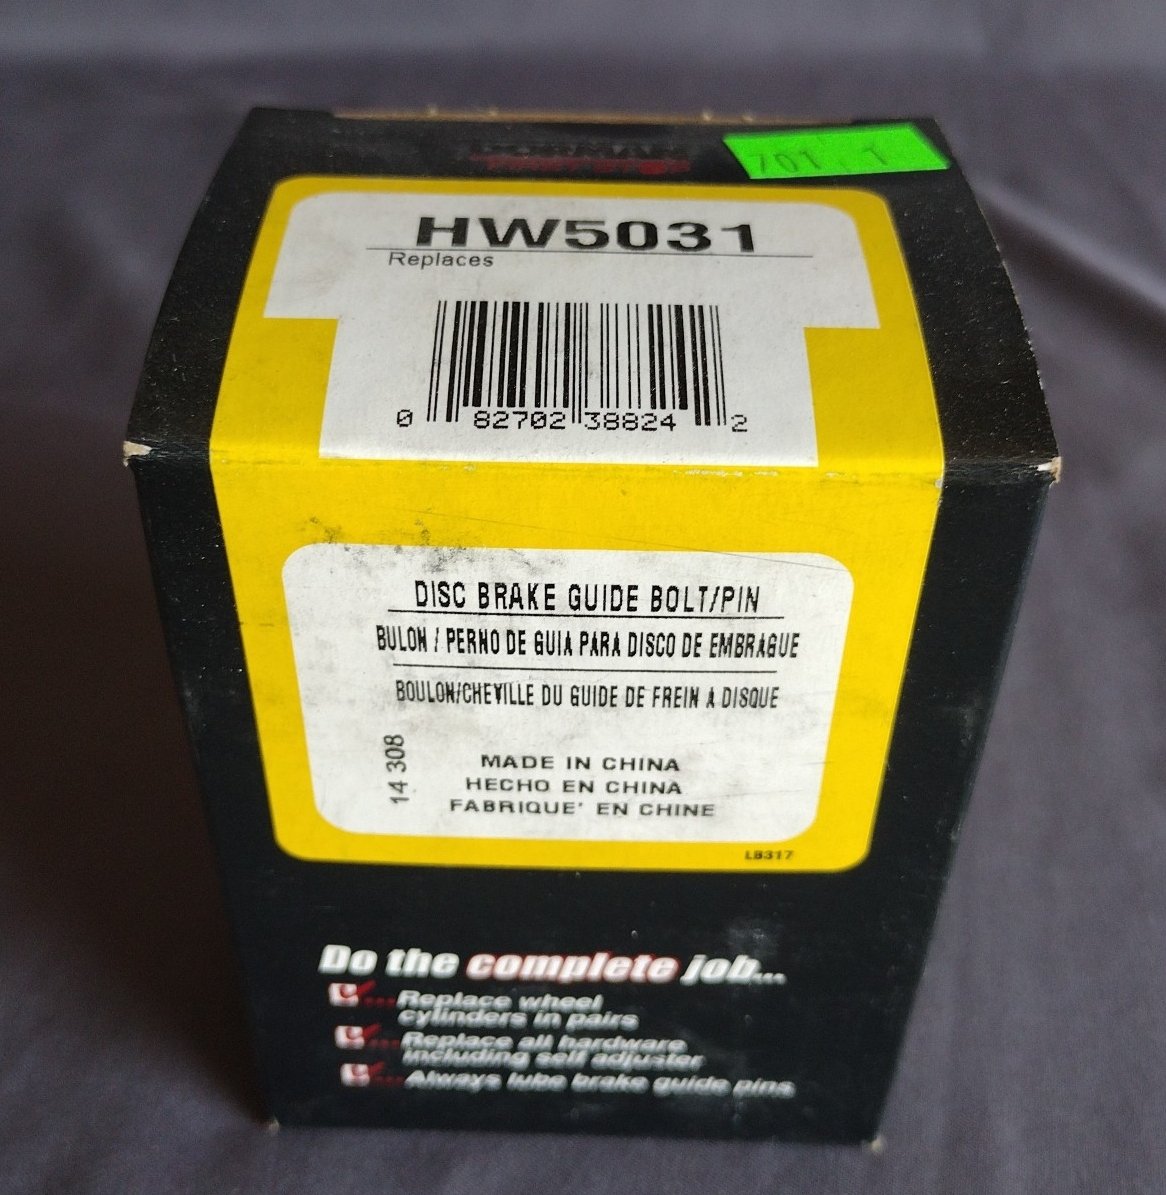 701 . 1
HW5031
Replaces
0 82702 38824 2
DISC BRAKE GUIDE BOLT/PIN
BULON / PERNO DE GUIA PARA DISCO DE EMBRAGUE
BOULON/CHEVILLE DU GUIDE DE FREIN A DISQUE
14 308
MADE IN CHINA
HECHO EN CHINA
FABRIQUE' EN CHINE
LB317
Do the complete job...
...Replace wheel
cylinders in pairs
...Replace all hardware
including self adjuster
...Always lube brake guide pins